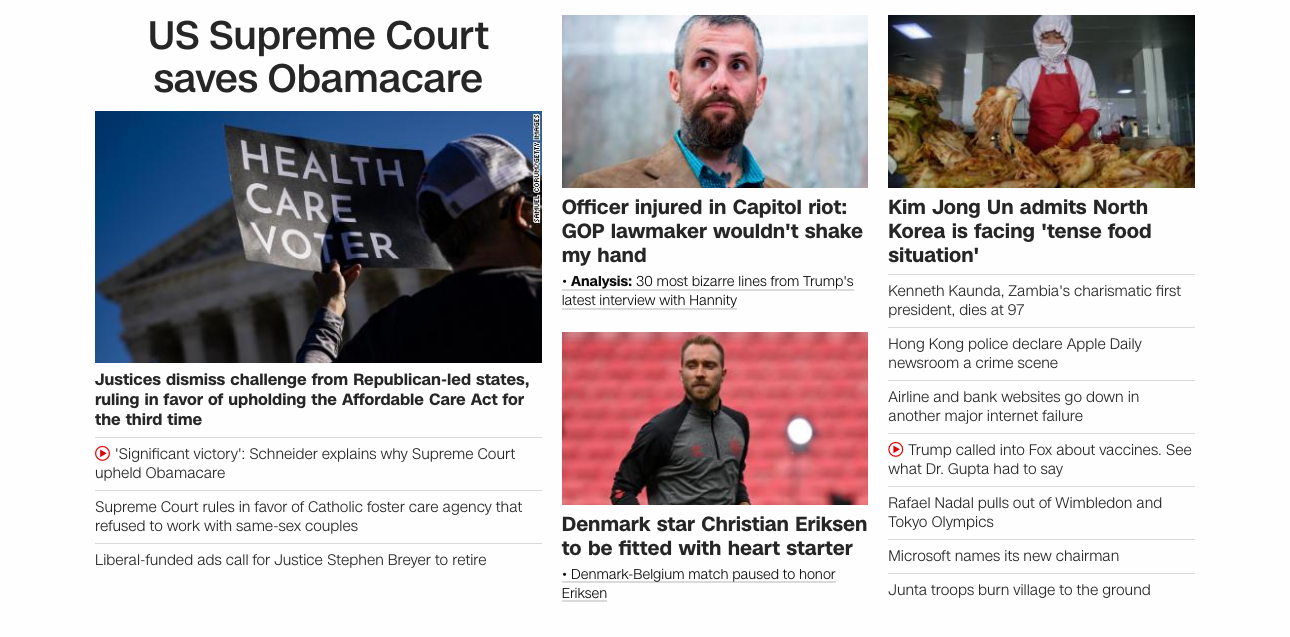 US Supreme Court
saves Obamacare
HEALTH
CARE
VOTER
SAMUEL CORUM/GETTY IMAGES
Justices dismiss challenge from Republican-led states,
ruling in favor of upholding the Affordable Care Act for
the third time
'Significant victory': Schneider explains why Supreme Court
upheld Obamacare
Supreme Court rules in favor of Catholic foster care agency that
refused to work with same-sex couples
Liberal-funded ads call for Justice Stephen Breyer to retire
Officer injured in Capitol riot:
GOP lawmaker wouldn't shake
my hand
• Analysis: 30 most bizarre lines from Trump's
latest interview with Hannity
Denmark star Christian Eriksen
to be fitted with heart starter
• Denmark-Belgium match paused to honor
Eriksen
Kim Jong Un admits North
Korea is facing 'tense food
situation'
Kenneth Kaunda, Zambia's charismatic first
president, dies at 97
Hong Kong police declare Apple Daily
newsroom a crime scene
Airline and bank websites go down in
another major internet failure
Trump called into Fox about vaccines. See
what Dr. Gupta had to say
Rafael Nadal pulls out of Wimbledon and
Tokyo Olympics
Microsoft names its new chairman
Junta troops burn village to the ground